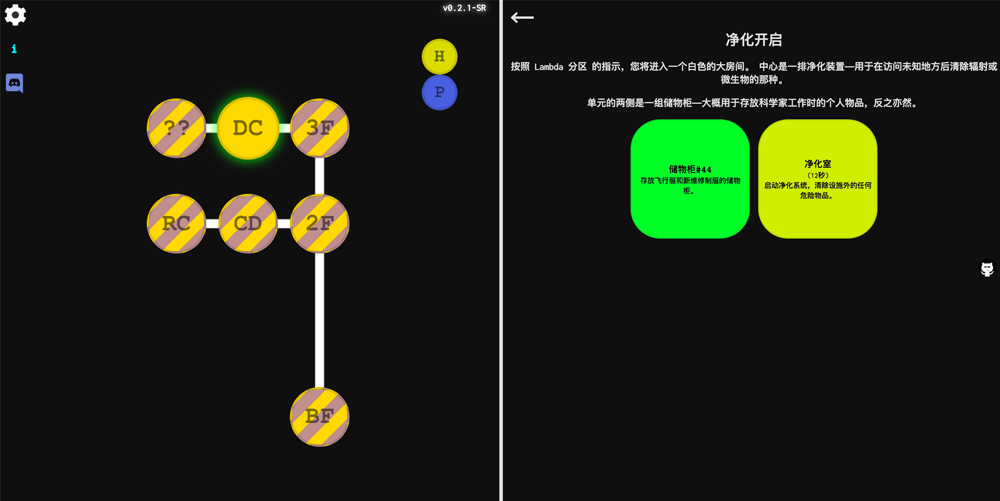 v0.2.1-SR
i
H
P
??
DC
3F
RC
CD
2F
BF
净化开启
按照 Lambda 分区 的指示，您将进入一个白色的大房间。 中心是一排净化装置—用于在访问未知地方后清除辐射或
微生物的那种。
单元的两侧是一组储物柜—大概用于存放科学家工作时的个人物品，反之亦然。
储物柜#44
存放飞行服和新维修制服的储物
柜。
净化室
(12秒)
启动净化系统，清除设施外的任何
危险物品。